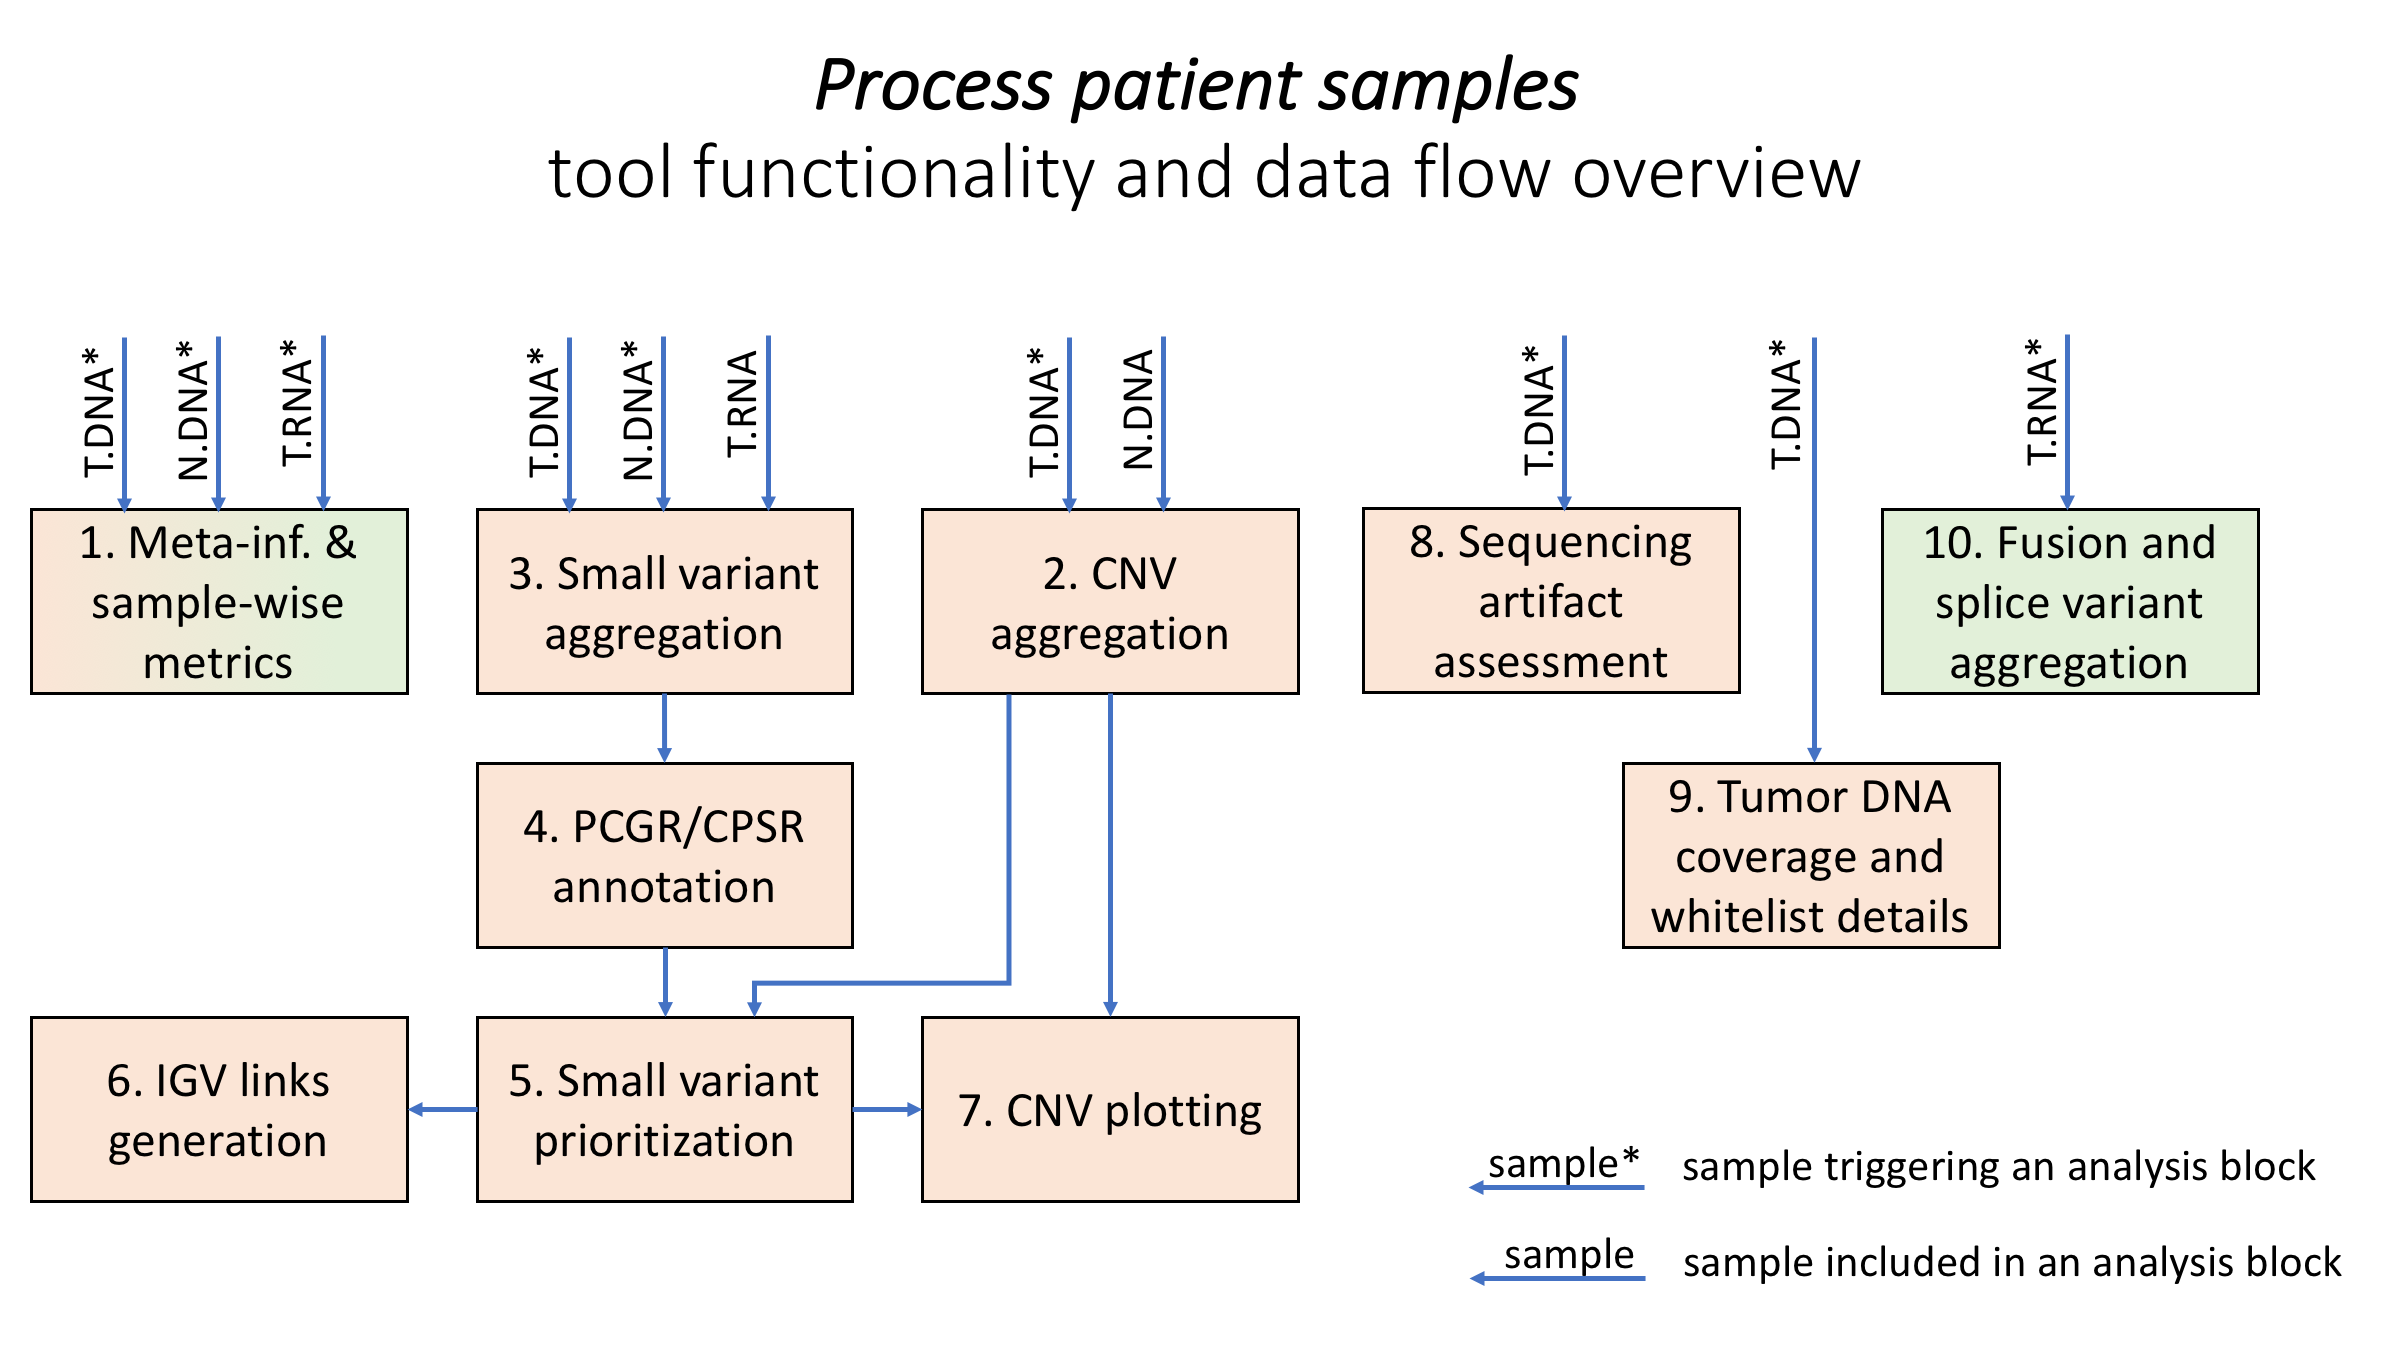 Process patient samples
tool functionality and data flow overview
T.DNA*
N.DNA*
T.RNA*
T.DNA*
N.DNA*
T.RNA
T.DNA*
N.DNA
T.DNA*
T.DNA*
T.RNA*
1. Meta-inf. &
sample-wise
metrics
3. Small variant
aggregation
2. CNV
aggregation
8. Sequencing
artifact
assessment
10. Fusion and
splice variant
aggregation
4. PCGR/CPSR
annotation
9. Tumor DNA
coverage and
whitelist details
6. IGV links
generation
5. Small variant
prioritization
7. CNV plotting
sample* sample triggering an analysis block
sample sample included in an analysis block